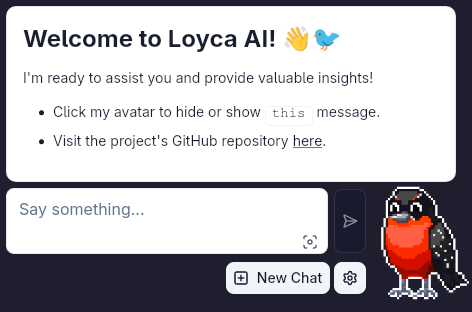 Welcome to Loyca AI! 👋🐦
I'm ready to assist you and provide valuable insights!
• Click my avatar to hide or show this message.
• Visit the project's GitHub repository here.
Say something...
New Chat